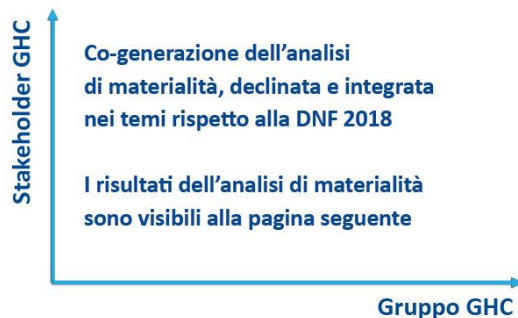 Stakeholder GHC
Co-generazione dell'analisi
di materialità, declinata e integrata
nei temi rispetto alla DNF 2018
I risultati dell'analisi di materialità
sono visibili alla pagina seguente
Gruppo GHC